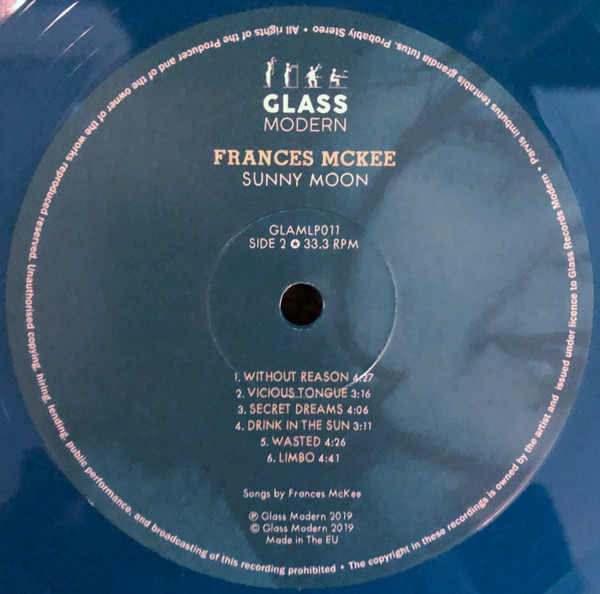 GLASS
MODERN
FRANCES MCKEE
SUNNY MOON
GLAMLP011
SIDE 2 ✪ 33.3 RPM
1. WITHOUT REASON 4:27
2. VICIOUS TONGUE 3:16
3. SECRET DREAMS 4:06
4. DRINK IN THE SUN 3:11
5. WASTED 4:26
6. LIMBO 4:41
Songs by Frances McKee
℗ Glass Modern 2019
© Glass Modern 2019
Made in The EU
• All rights of the Producer and of the owner of the works reproduced reserved. Unauthorised copying, hiring, lending, public performance, and broadcasting of this recording prohibited • The copyright in these recordings is owned by the artist and issued under licence to Glass Records Modern • Parvis imbutus tentabis grandia tutus. Probably Stereo